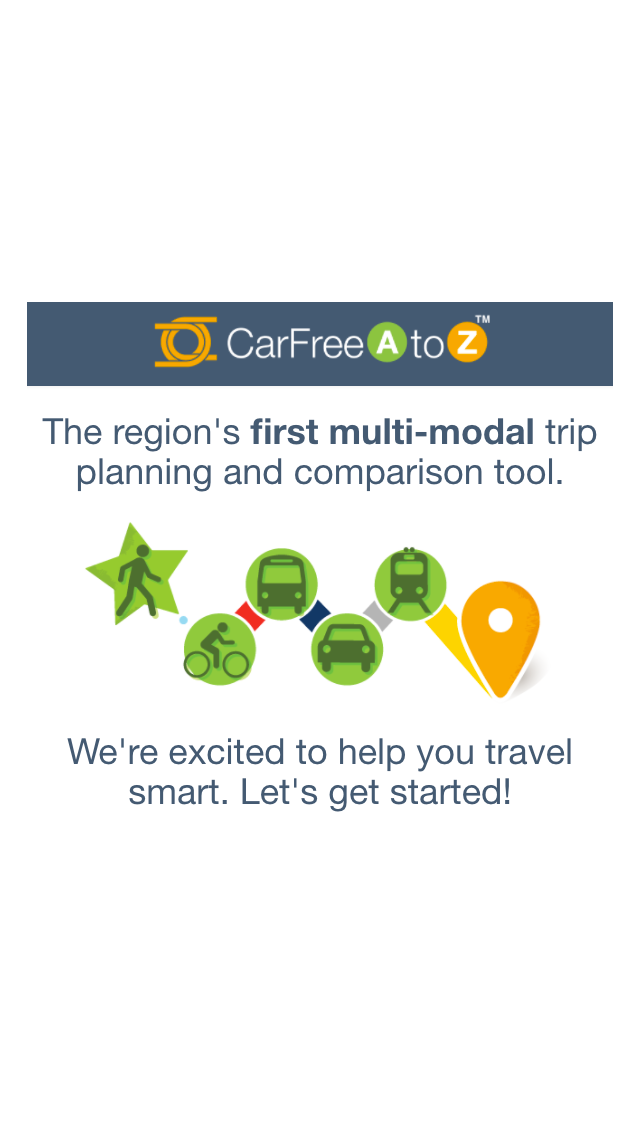 CarFree A to Z™
The region's first multi-modal trip
planning and comparison tool.
We're excited to help you travel
smart. Let's get started!